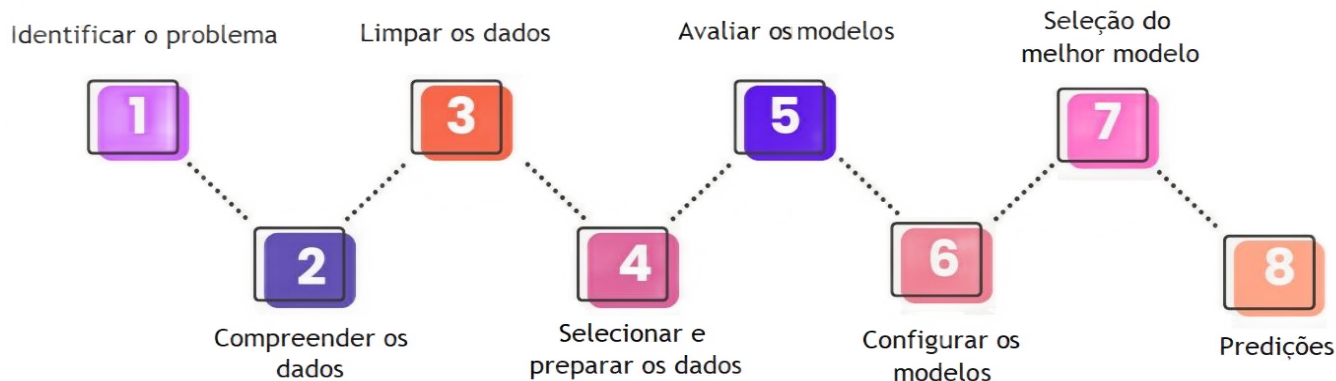 Identificar o problema
1
Compreender os
dados
2
Limpar os dados
3
Selecionar e
preparar os dados
4
Avaliar os modelos
5
Configurar os
modelos
6
Seleção do
melhor modelo
7
Predições
8